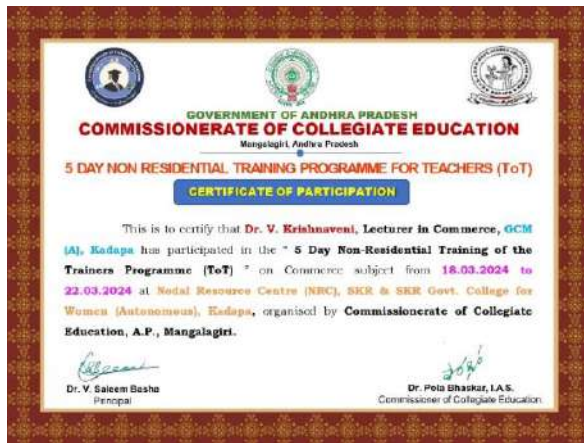 GOVERNMENT OF ANDHRA PRADESH
COMMISSIONERATE OF COLLEGIATE EDUCATION
Mangalagiri, Andhra Pradesh
5 DAY NON RESIDENTIAL TRAINING PROGRAMME FOR TEACHERS (ToT)
CERTIFICATE OF PARTICIPATION
This is to certify that Dr. V. Krishnaveni, Lecturer in Commerce, GCM
(A), Kadapa has participated in the " 5 Day Non-Residential Training of the
Trainers Programme (ToT) " on Commerce subject from 18.03.2024 to
22.03.2024 at Nodal Resource Centre (NRC), SKR & SKR Govt. College for
Women (Autonomous), Kadapa, organised by Commissionerate of Collegiate
Education, A.P., Mangalagiri.
Dr. V. Saleem Basha
Principal
Dr. Pola Bhaskar, I.A.S.
Commissioner of Collegiate Education